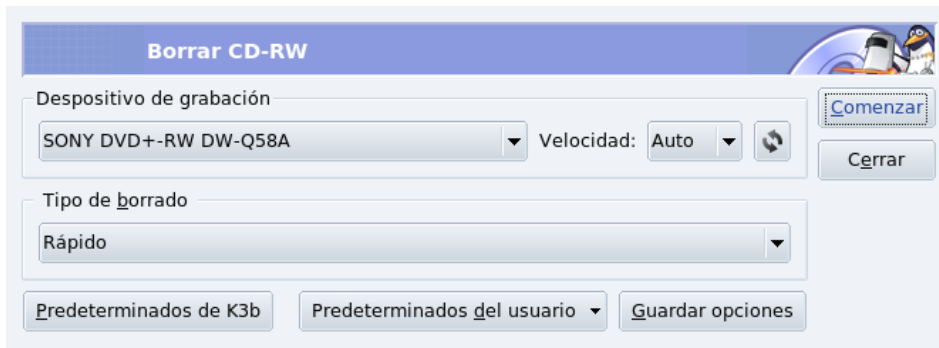 Borrar CD-RW
Despositivo de grabación
SONY DVD+-RW DW-Q58A Velocidad: Auto
Comenzar
Cerrar
Tipo de borrado
Rápido
Predeterminados de K3b Predeterminados del usuario Guardar opciones